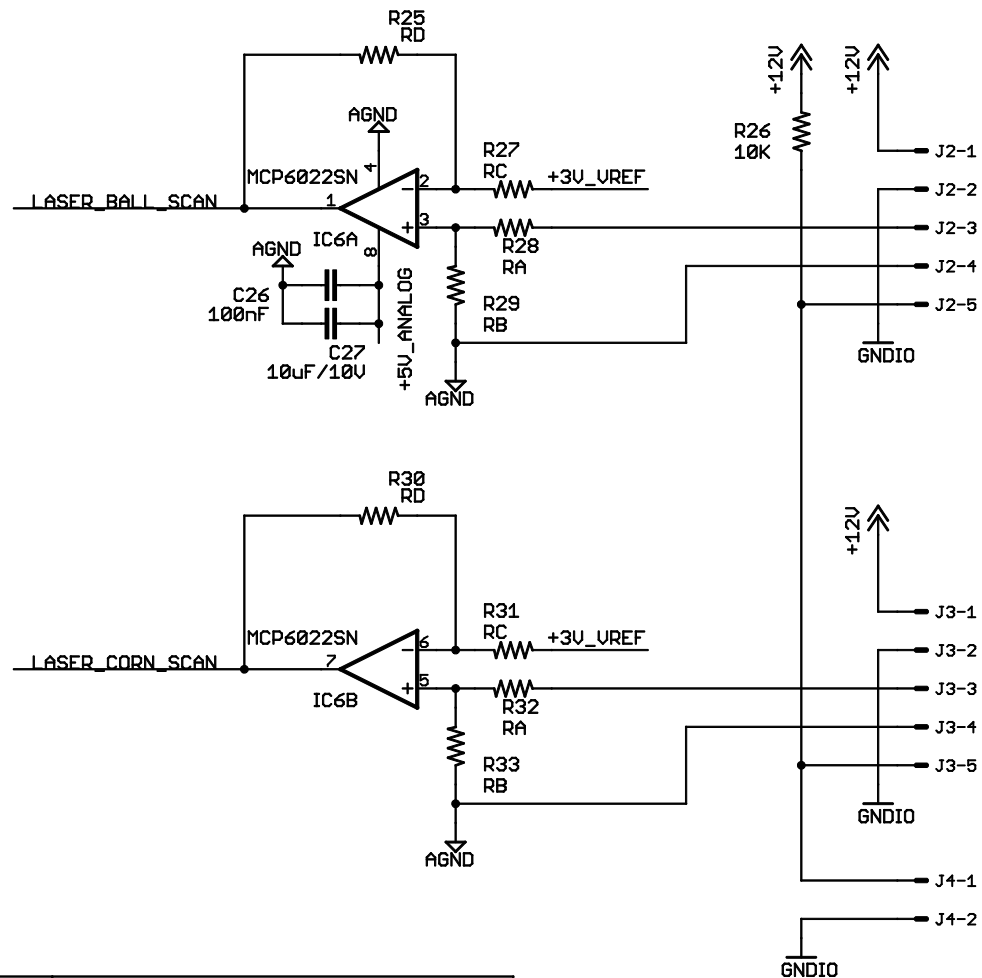 R25
RD
+12V
+12V
AGND
R26
10K
J2-1
R27
RC
+3V_VREF
MCP6022SN
4
2
J2-2
LASER_BALL_SCAN
1
3
J2-3
IC6A
8
R28
RA
AGND
J2-4
C26
100nF
R29
RB
J2-5
+5V_ANALOG
C27
10uF/10V
GNDIO
AGND
R30
RD
+12V
J3-1
R31
RC
+3V_VREF
MCP6022SN
6
J3-2
LASER_CORN_SCAN
7
5
J3-3
IC6B
R32
RA
J3-4
R33
RB
J3-5
GNDIO
AGND
J4-1
J4-2
GNDIO